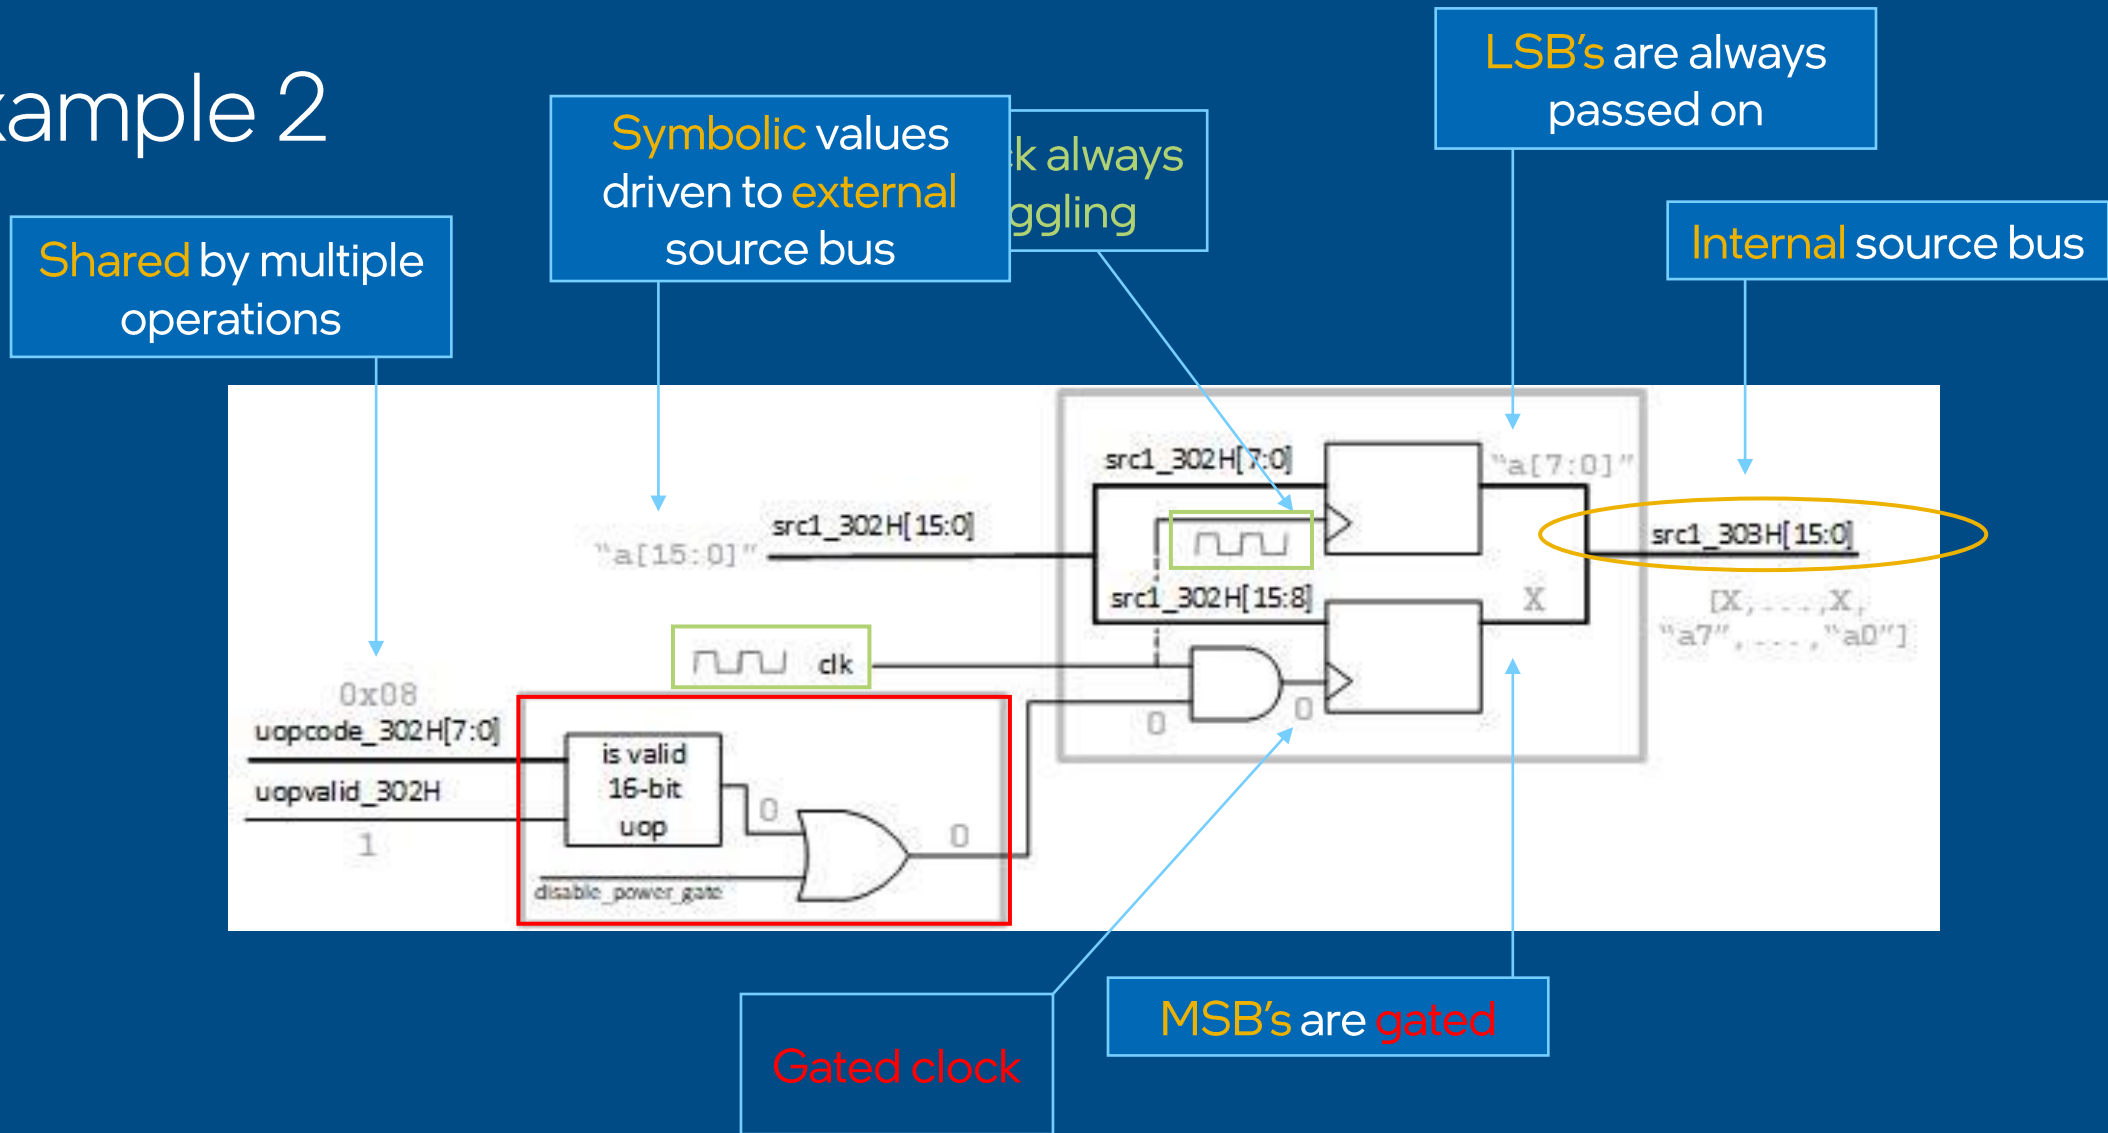 xample 2
LSB's are always
passed on
Symbolic values
driven to external
source bus
k always
ggling
Shared by multiple
operations
Internal source bus
src1_302H[7:0]
"a[7:0]"
src1_302H[15:0]
"a[15:0]"
src1_303H[15:0]
src1_302H[15:8]
X
[X,...,X,
"a7",...,"a0"]
clk
0x08
uopcode_302H[7:0]
0
0
is valid
16-bit
uop
uopvalid_302H
0
0
1
disable_power_gate
MSB's are gated
Gated clock